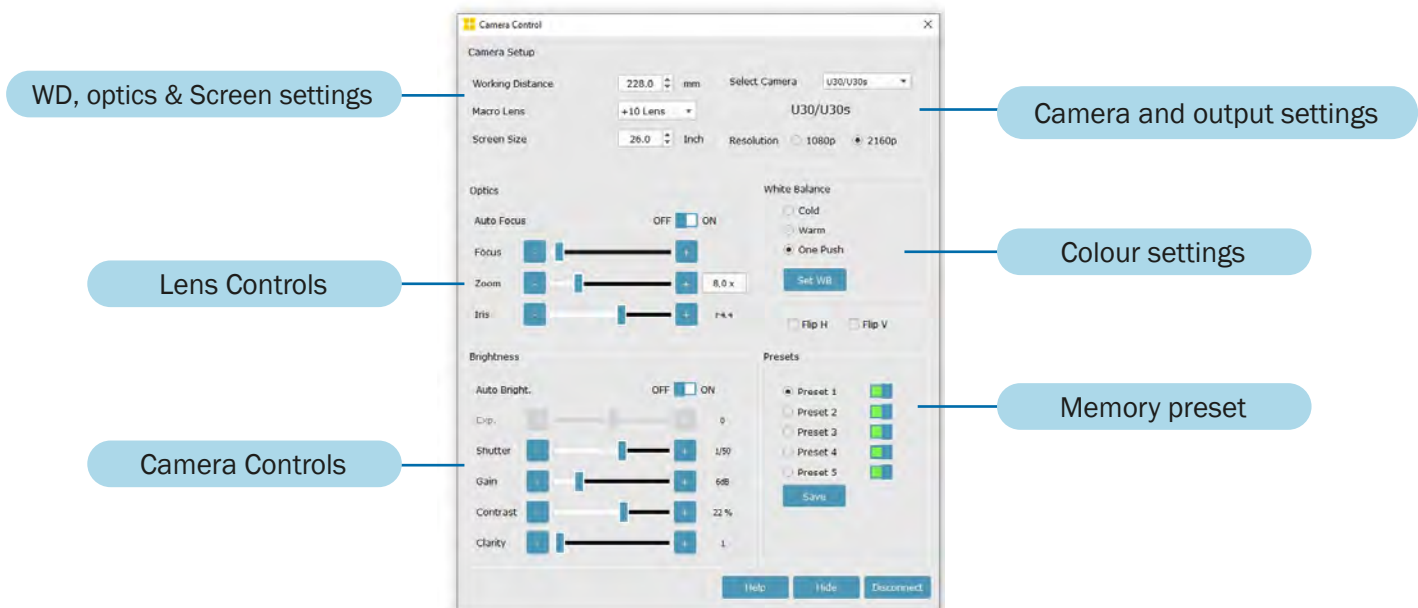 Camera Control
Camera Setup
WD, optics & Screen settings
Working Distance 228.0 mm Select Camera U30/U30s
Macro Lens +10 Lens U30/U30s
Camera and output settings
Screen Size 26.0 Inch Resolution 1080p 2160p
Optics White Balance
Auto Focus OFF ON Cold
Warm
Focus - + One Push
Colour settings
Lens Controls
Zoom - + 8,0 x Set WB
Iris - + F4.4 Flip H Flip V
Brightness Presets
Auto Bright. OFF ON Preset 1
Memory preset
Exp. - + 0 Preset 2
Preset 3
Shutter - + 1/50 Preset 4
Camera Controls
Gain - + 6dB Preset 5
Contrast - + 22 % Save
Clarity - + 1
Help Hide Disconnect